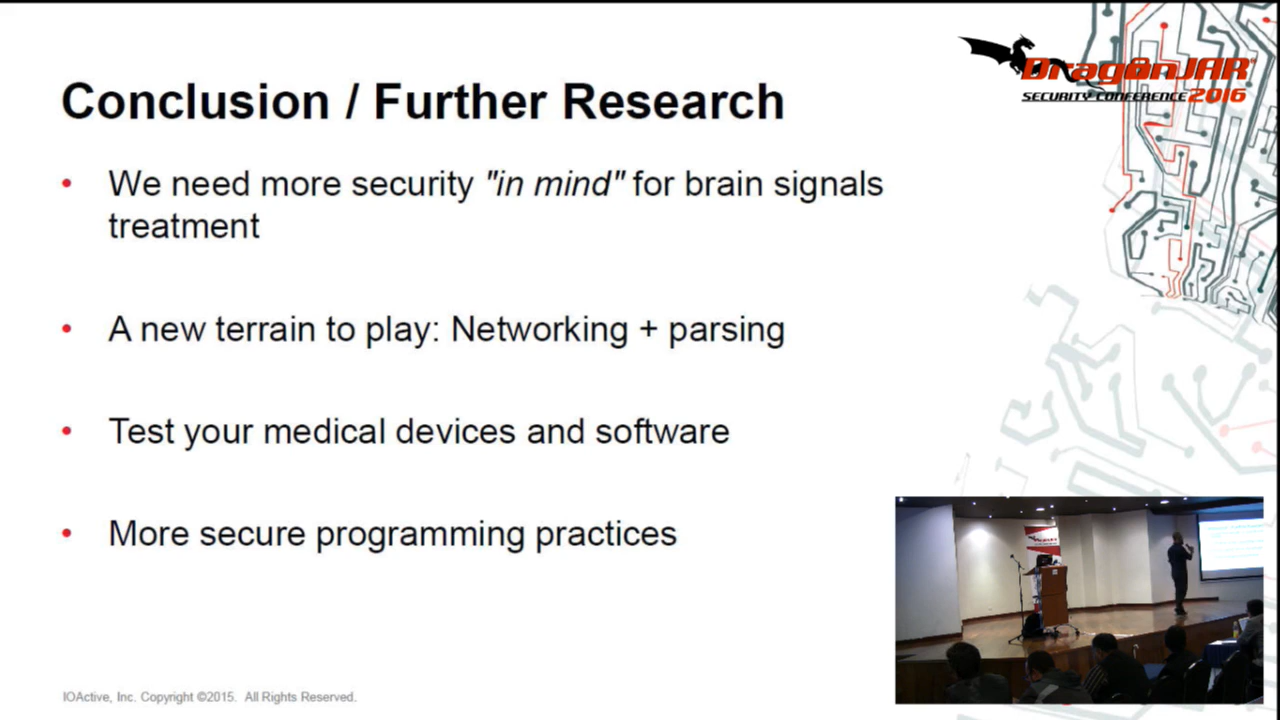 DragonJAR
SECURITY CONFERENCE 2016
Conclusion / Further Research
• We need more security "in mind" for brain signals
treatment
• A new terrain to play: Networking + parsing
• Test your medical devices and software
• More secure programming practices
IOActive, Inc. Copyright ©2015. All Rights Reserved.